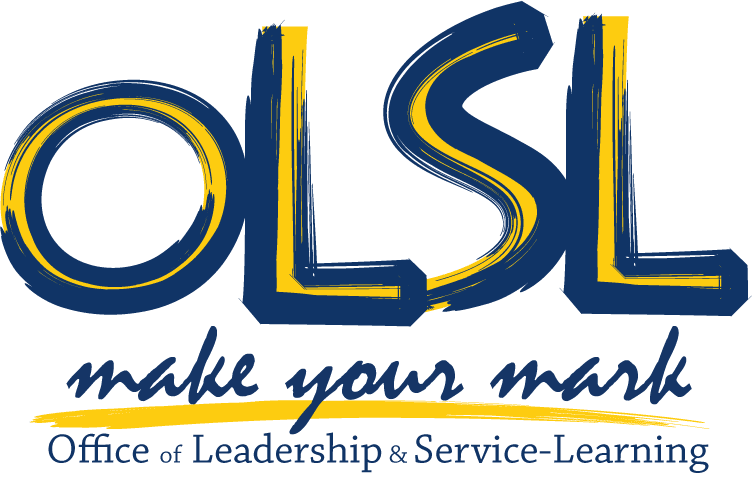 OLSL
make your mark
Office of Leadership & Service-Learning